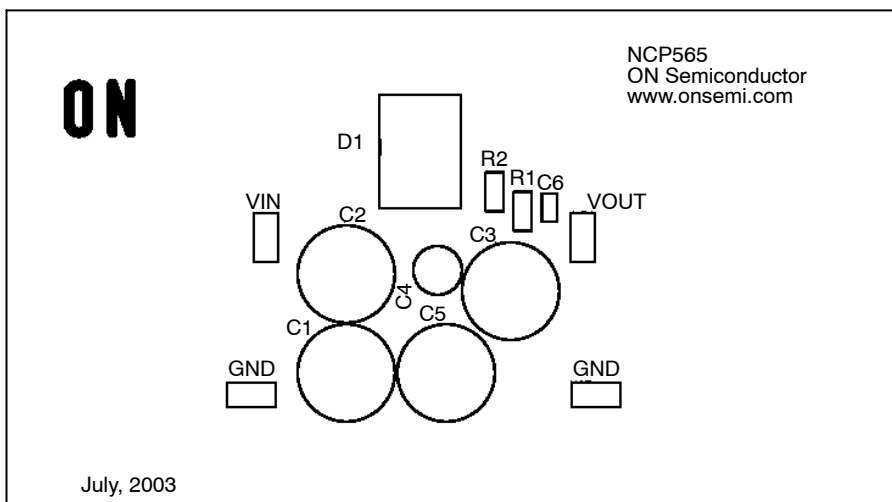 NCP565
ON Semiconductor
www.onsemi.com
ON
D1
R2
R1
C6
VIN
C2
VOUT
C3
C4
C5
C1
GND
GND
July, 2003